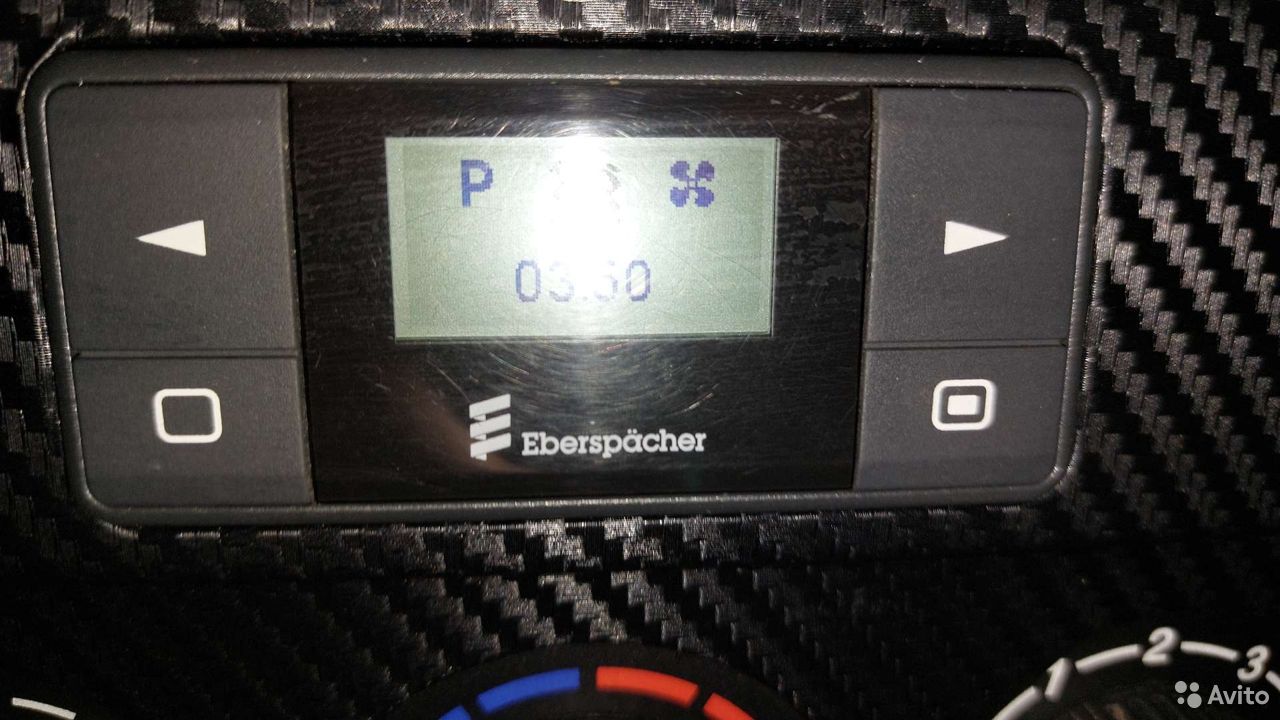 P
03:50
Eberspächer
1 2 3
Avito